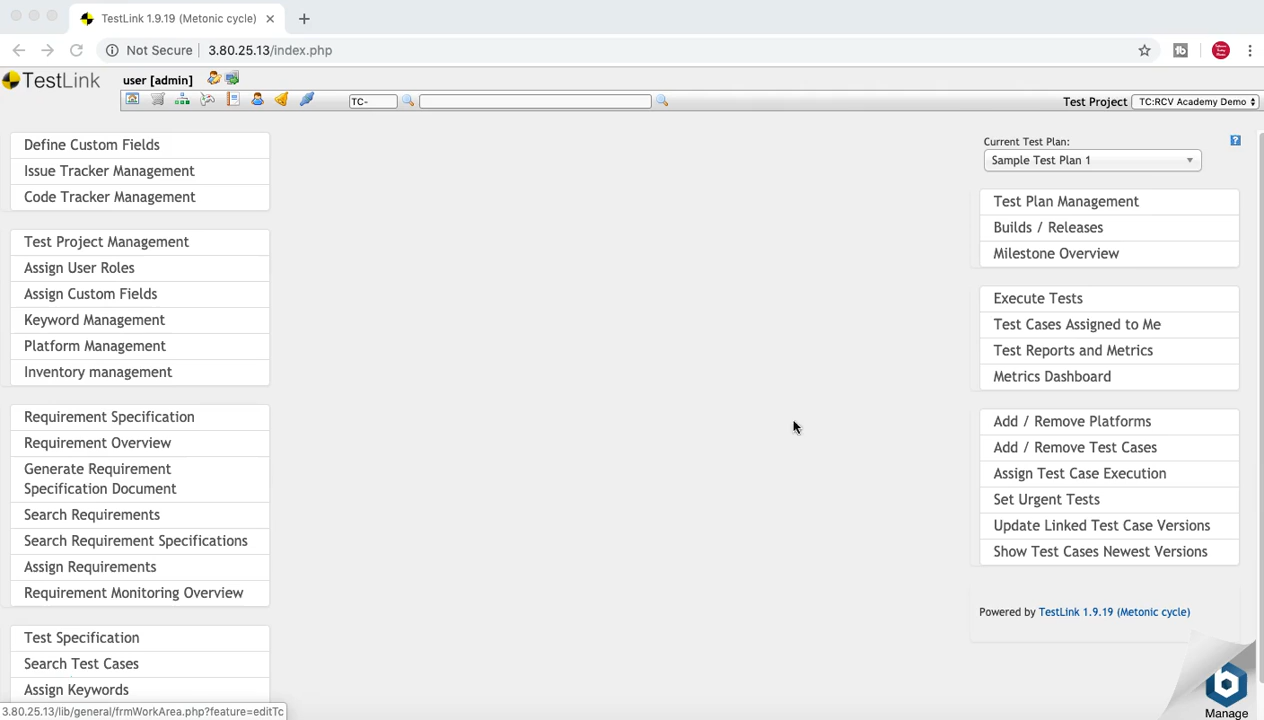 TestLink 1.9.19 (Metonic cycle)
Not Secure 3.80.25.13/index.php
TestLink
user [admin]
TC-
Test Project TC:RCV Academy Demo
Define Custom Fields
Issue Tracker Management
Code Tracker Management
Test Project Management
Assign User Roles
Assign Custom Fields
Keyword Management
Platform Management
Inventory management
Requirement Specification
Requirement Overview
Generate Requirement
Specification Document
Search Requirements
Search Requirement Specifications
Assign Requirements
Requirement Monitoring Overview
Test Specification
Search Test Cases
Assign Keywords
3.80.25.13/lib/general/frmWorkArea.php?feature=editTc
Current Test Plan:
Sample Test Plan 1
Test Plan Management
Builds / Releases
Milestone Overview
Execute Tests
Test Cases Assigned to Me
Test Reports and Metrics
Metrics Dashboard
Add / Remove Platforms
Add / Remove Test Cases
Assign Test Case Execution
Set Urgent Tests
Update Linked Test Case Versions
Show Test Cases Newest Versions
Powered by TestLink 1.9.19 (Metonic cycle)
Manage